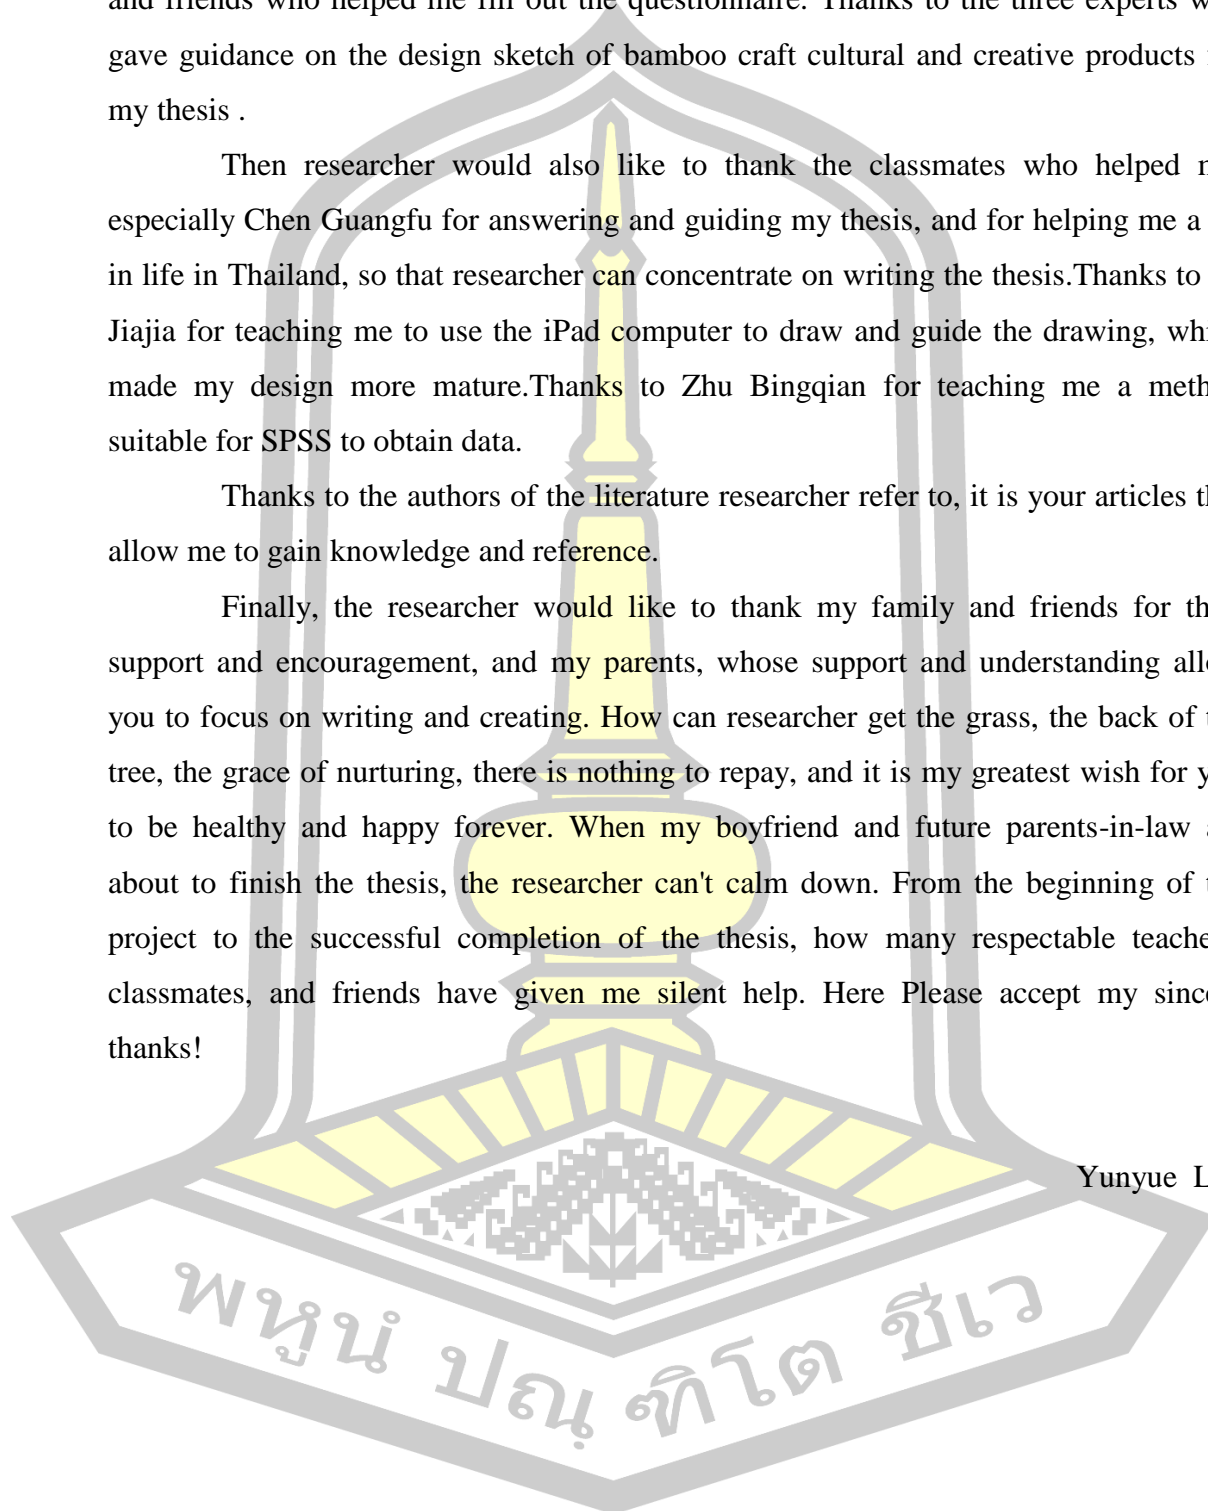 and friends who helped me fill out the questionnaire. Thanks to the three experts
gave guidance on the design sketch of bamboo craft cultural and creative products
my thesis .
Then researcher would also like to thank the classmates who helped
especially Chen Guangfu for answering and guiding my thesis, and for helping me a
in life in Thailand, so that researcher can concentrate on writing the thesis.Thanks to
Jiajia for teaching me to use the iPad computer to draw and guide the drawing,
made my design more mature.Thanks to Zhu Bingqian for teaching me a
suitable for SPSS to obtain data.
Thanks to the authors of the literature researcher refer to, it is your articles
allow me to gain knowledge and reference.
Finally, the researcher would like to thank my family and friends for
support and encouragement, and my parents, whose support and understanding
you to focus on writing and creating. How can researcher get the grass, the back of
tree, the grace of nurturing, there is nothing to repay, and it is my greatest wish for
to be healthy and happy forever. When my boyfriend and future parents-in-law
about to finish the thesis, the researcher can't calm down. From the beginning of
project to the successful completion of the thesis, how many respectable
classmates, and friends have given me silent help. Here Please accept my
thanks!
Yunyue
พหูนํ ปณฺฑิโต ชีเว